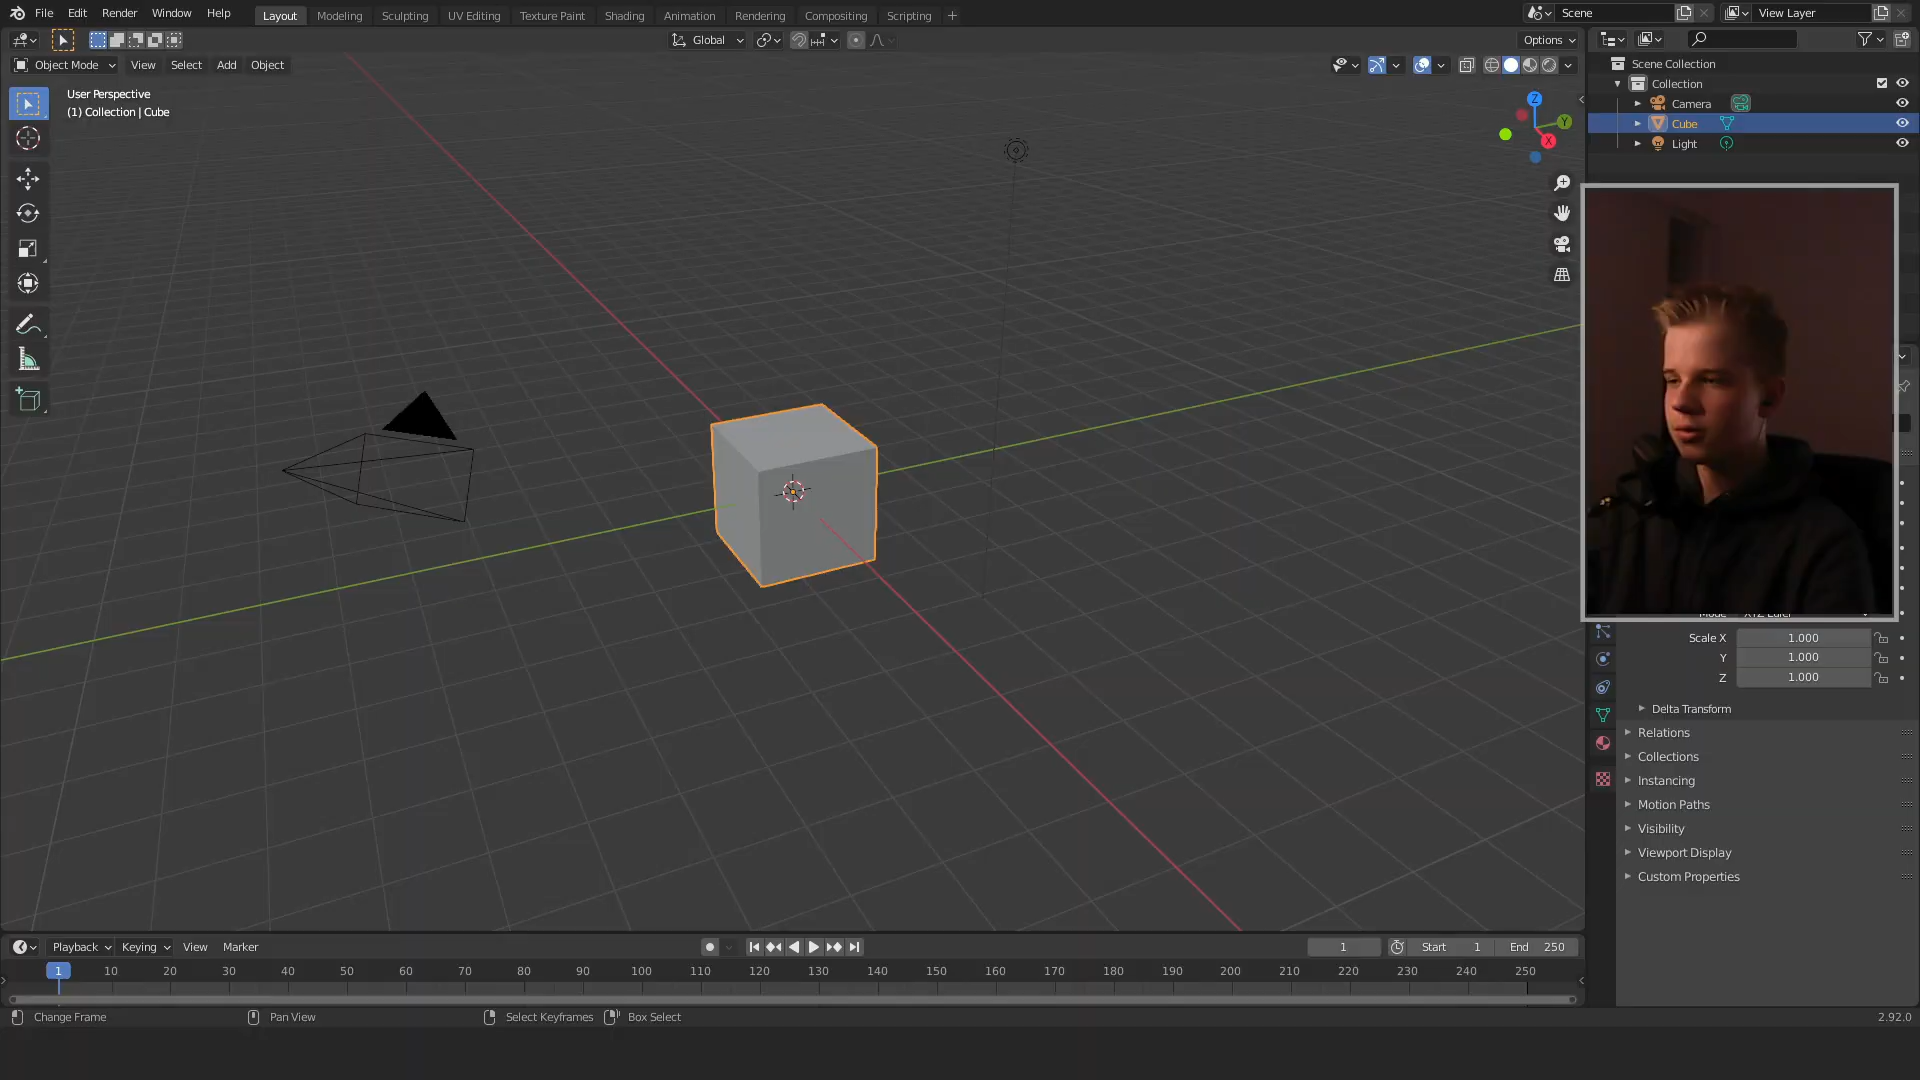 File Edit Render Window Help Layout Modeling Sculpting UV Editing Texture Paint Shading Animation Rendering Compositing Scripting + Scene View Layer
Global Options
Object Mode View Select Add Object
User Perspective
(1) Collection | Cube
Z
Y
X
Scene Collection
Collection
Camera
Cube
Light
Scale X 1.000
Y 1.000
Z 1.000
Delta Transform
Relations
Collections
Instancing
Motion Paths
Visibility
Viewport Display
Custom Properties
Playback Keying View Marker 1 Start 1 End 250
1 10 20 30 40 50 60 70 80 90 100 110 120 130 140 150 160 170 180 190 200 210 220 230 240 250
Change Frame Pan View Select Keyframes Box Select 2.92.0